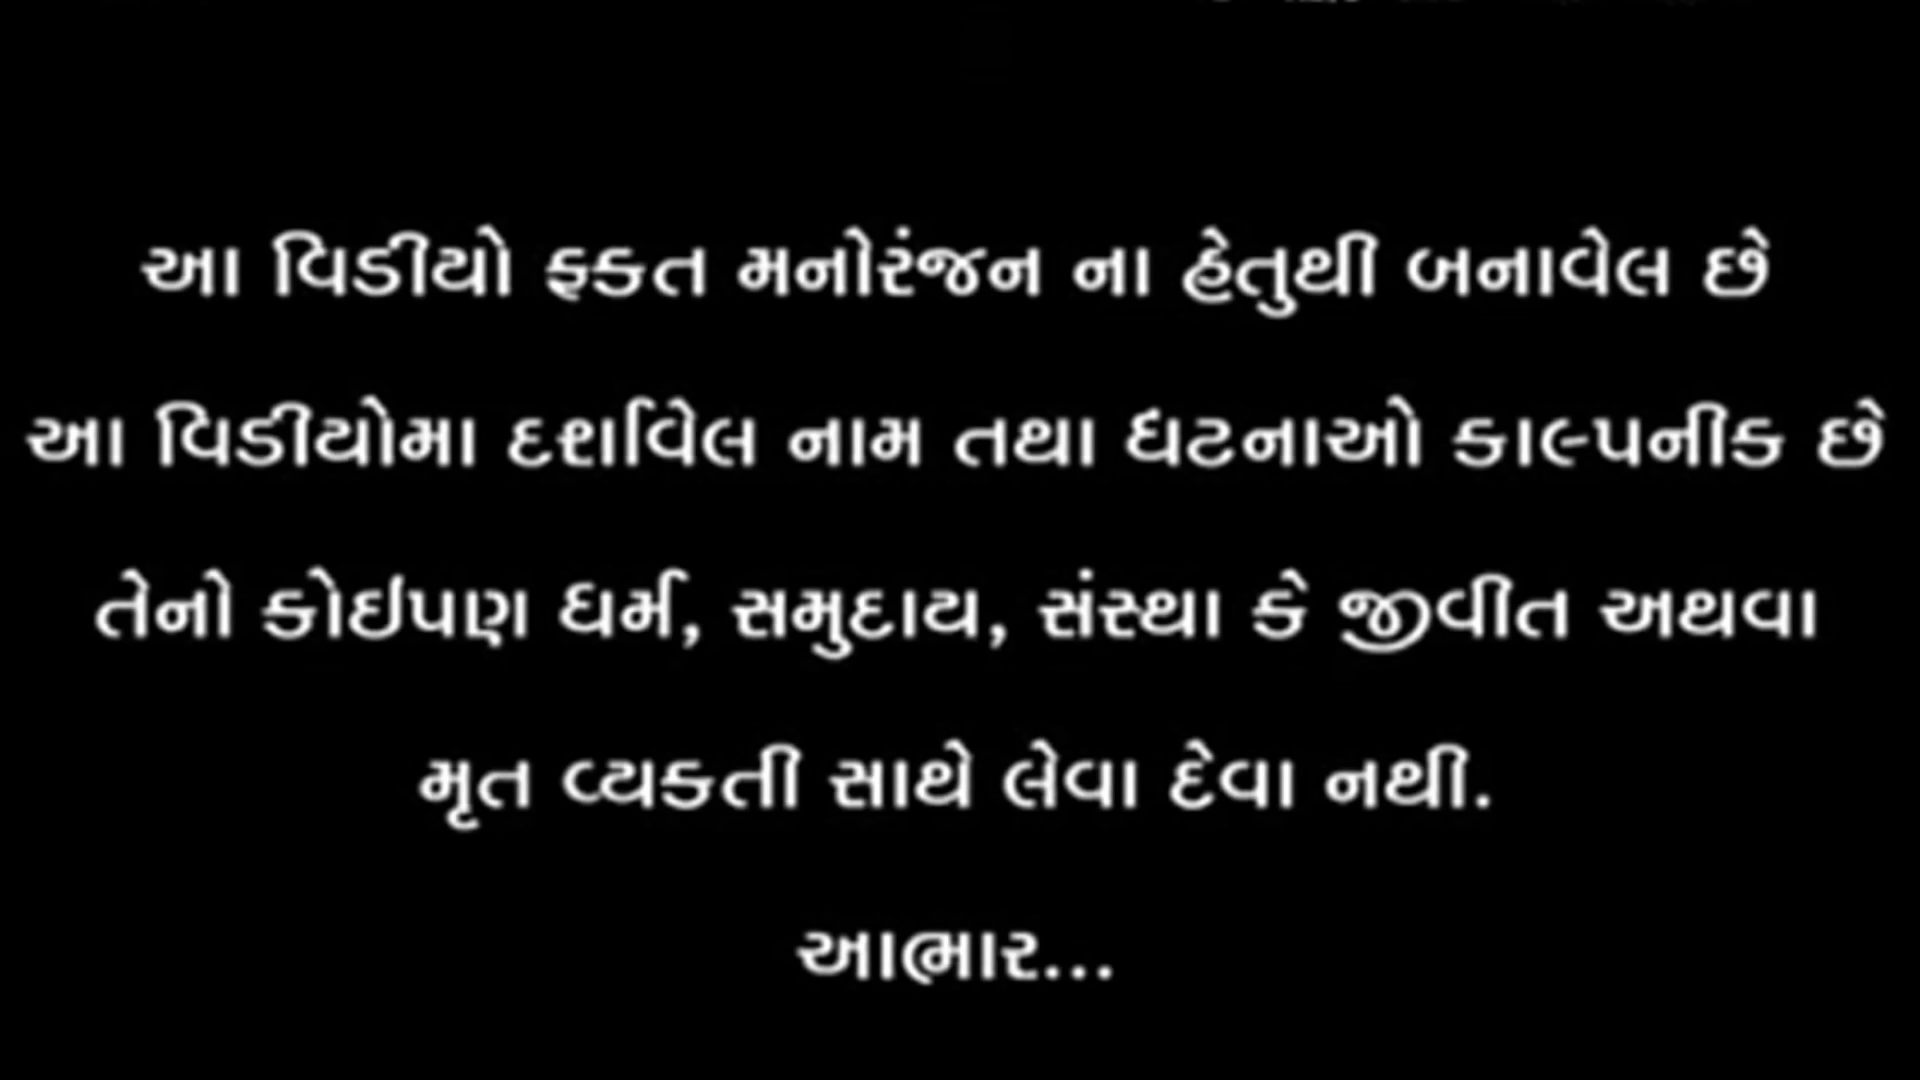 આ વિડીયો ફકત મનોરંજન ના હેતુથી બનાવેલ છે
આ વિડીયોમા દર્શાવેલ નામ તથા ઘટનાઓ કાલ્પનીક છે
તેનો કોઇપણ ધર્મ, સમુદાય, સંસ્થા કે જીવીત અથવા
મૃત વ્યકતી સાથે લેવા દેવા નથી.
આભાર...